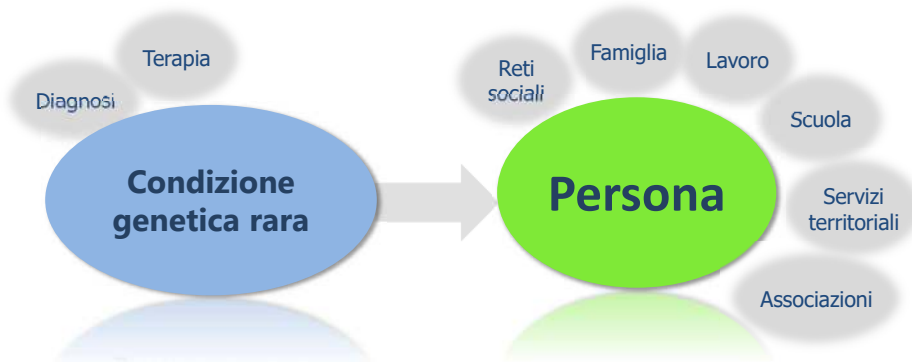 Terapia
Diagnosi
Condizione
genetica rara
Reti
sociali
Famiglia
Lavoro
Scuola
Persona
Servizi
territoriali
Associazioni